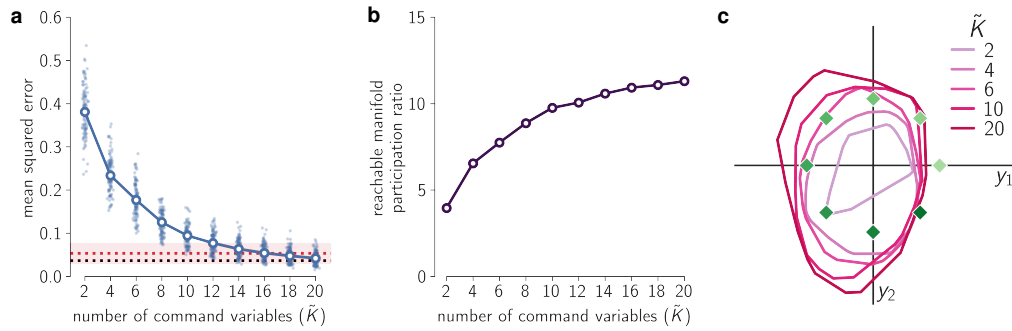 a
0.6
0.5
0.4
0.3
0.2
0.1
0.0
mean squared error
2 4 6 8 10 12 14 16 18 20
number of command variables (K̃)
b
15
10
5
0
reachable manifold
participation ratio
2 4 6 8 10 12 14 16 18 20
number of command variables (K̃)
c
K̃
2
4
6
10
20
y₁
y₂